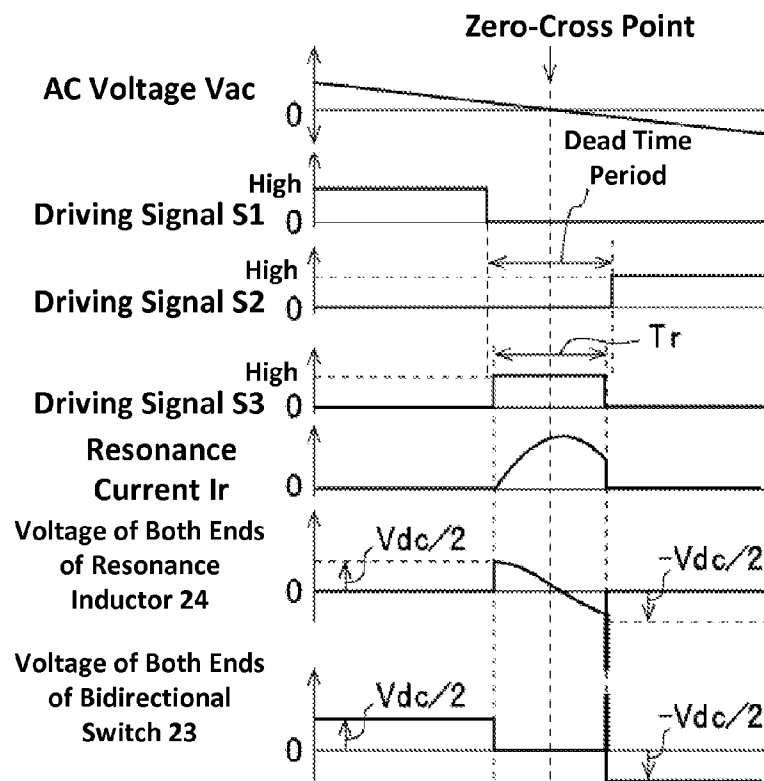 Zero-Cross Point
AC Voltage Vac
0
Dead Time
Period
High
Driving Signal S1
0
High
Driving Signal S2
0
Tr
High
Driving Signal S3
0
Resonance
Current Ir
0
Voltage of Both Ends
of Resonance
Inductor 24
0
Vdc/2
-Vdc/2
Voltage of Both Ends
of Bidirectional
Switch 23
0
Vdc/2
-Vdc/2